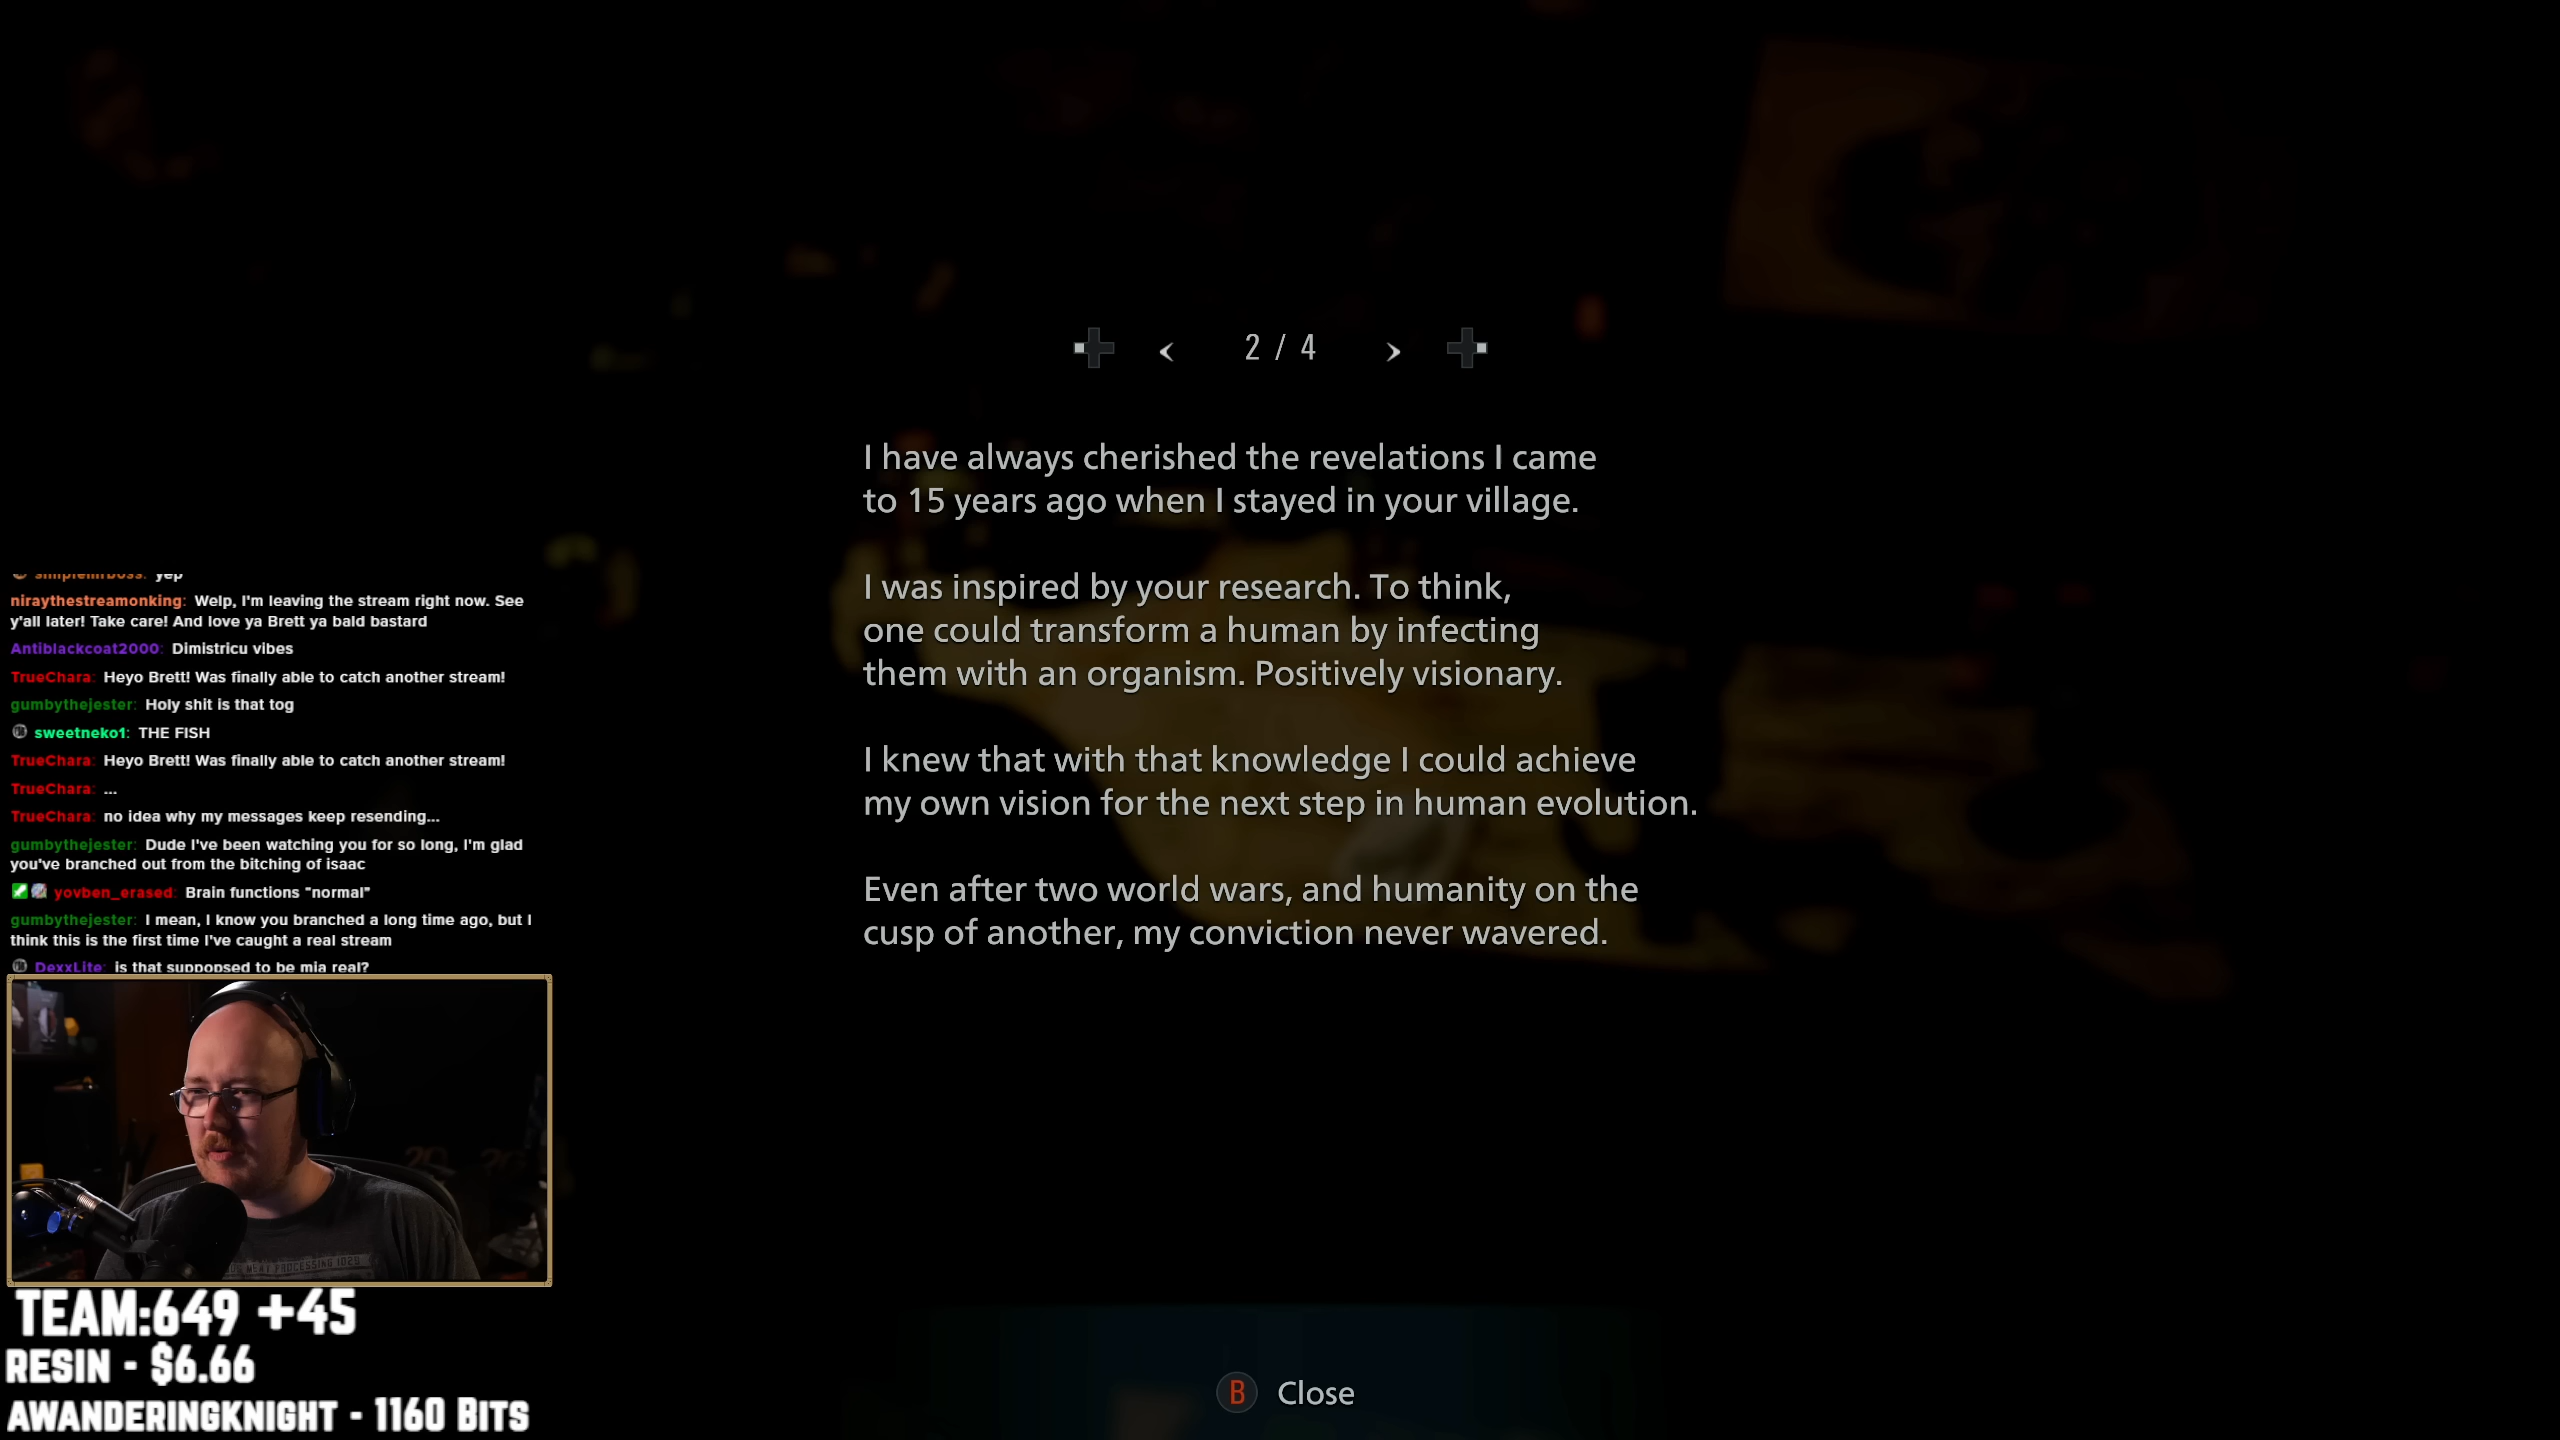 2 / 4
I have always cherished the revelations I came
to 15 years ago when I stayed in your village.
I was inspired by your research. To think,
one could transform a human by infecting
them with an organism. Positively visionary.
I knew that with that knowledge I could achieve
my own vision for the next step in human evolution.
Even after two world wars, and humanity on the
cusp of another, my conviction never wavered.
B Close
simplemrboss: yep
niraythestreamonking: Welp, I'm leaving the stream right now. See
y'all later! Take care! And love ya Brett ya bald bastard
Antiblackcoat2000: Dimistricu vibes
TrueChara: Heyo Brett! Was finally able to catch another stream!
gumbythejester: Holy shit is that tog
sweetneko1: THE FISH
TrueChara: Heyo Brett! Was finally able to catch another stream!
TrueChara: ...
TrueChara: no idea why my messages keep resending...
gumbythejester: Dude I've been watching you for so long, I'm glad
you've branched out from the bitching of isaac
yovben_erased: Brain functions "normal"
gumbythejester: I mean, I know you branched a long time ago, but I
think this is the first time I've caught a real stream
DexxLite: is that suppopsed to be mia real?
MEAT PROCESSING 1029
TEAM:649 +45
RESIN - $6.66
AWANDERINGKNIGHT - 1160 BITS